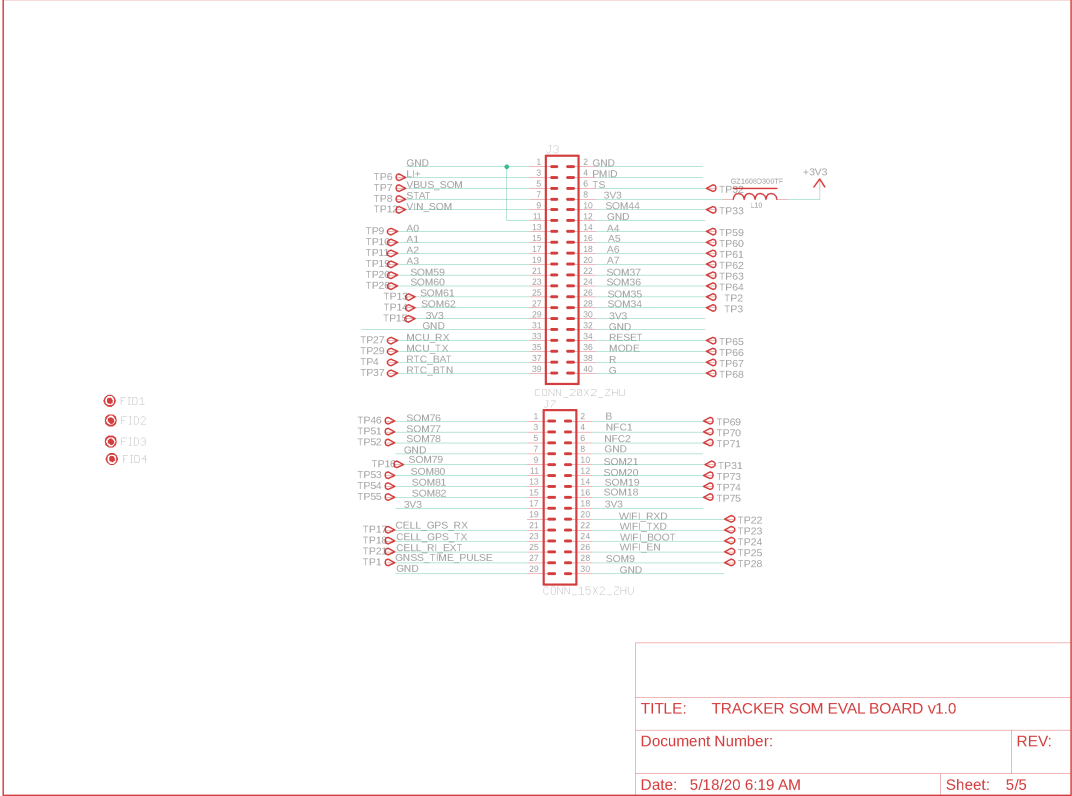 J3
GND 1 2 GND
TP6 LI+ 3 4 PMID
TP7 VBUS_SOM 5 6 TS
TP8 STAT 7 8 3V3 GZ1608D300TF +3V3
L10
TP12 VIN_SOM 9 10 SOM44 TP33
11 12 GND
TP9 A0 13 14 A4 TP59
TP10 A1 15 16 A5 TP60
TP11 A2 17 18 A6 TP61
TP19 A3 19 20 A7 TP62
TP20 SOM59 21 22 SOM37 TP63
TP26 SOM60 23 24 SOM36 TP64
TP13 SOM61 25 26 SOM35 TP2
TP14 SOM62 27 28 SOM34 TP3
TP15 3V3 29 30 3V3
GND 31 32 GND
TP27 MCU_RX 33 34 RESET TP65
TP29 MCU_TX 35 36 MODE TP66
TP4 RTC_BAT 37 38 R TP67
TP37 RTC_BTN 39 40 G TP68
CONN_20X2_ZHU
J7
TP46 SOM76 1 2 B TP69
TP51 SOM77 3 4 NFC1 TP70
TP52 SOM78 5 6 NFC2 TP71
GND 7 8 GND
TP16 SOM79 9 10 SOM21 TP31
TP53 SOM80 11 12 SOM20 TP73
TP54 SOM81 13 14 SOM19 TP74
TP55 SOM82 15 16 SOM18 TP75
3V3 17 18 3V3
19 20 WIFI_RXD TP22
TP17 CELL_GPS_RX 21 22 WIFI_TXD TP23
TP18 CELL_GPS_TX 23 24 WIFI_BOOT TP24
TP21 CELL_RI_EXT 25 26 WIFI_EN TP25
TP1 GNSS_TIME_PULSE 27 28 SOM9 TP28
GND 29 30 GND
CONN_15X2_ZHU
FID1
FID2
FID3
FID4
TITLE: TRACKER SOM EVAL BOARD v1.0
Document Number:
REV:
Date: 5/18/20 6:19 AM
Sheet: 5/5